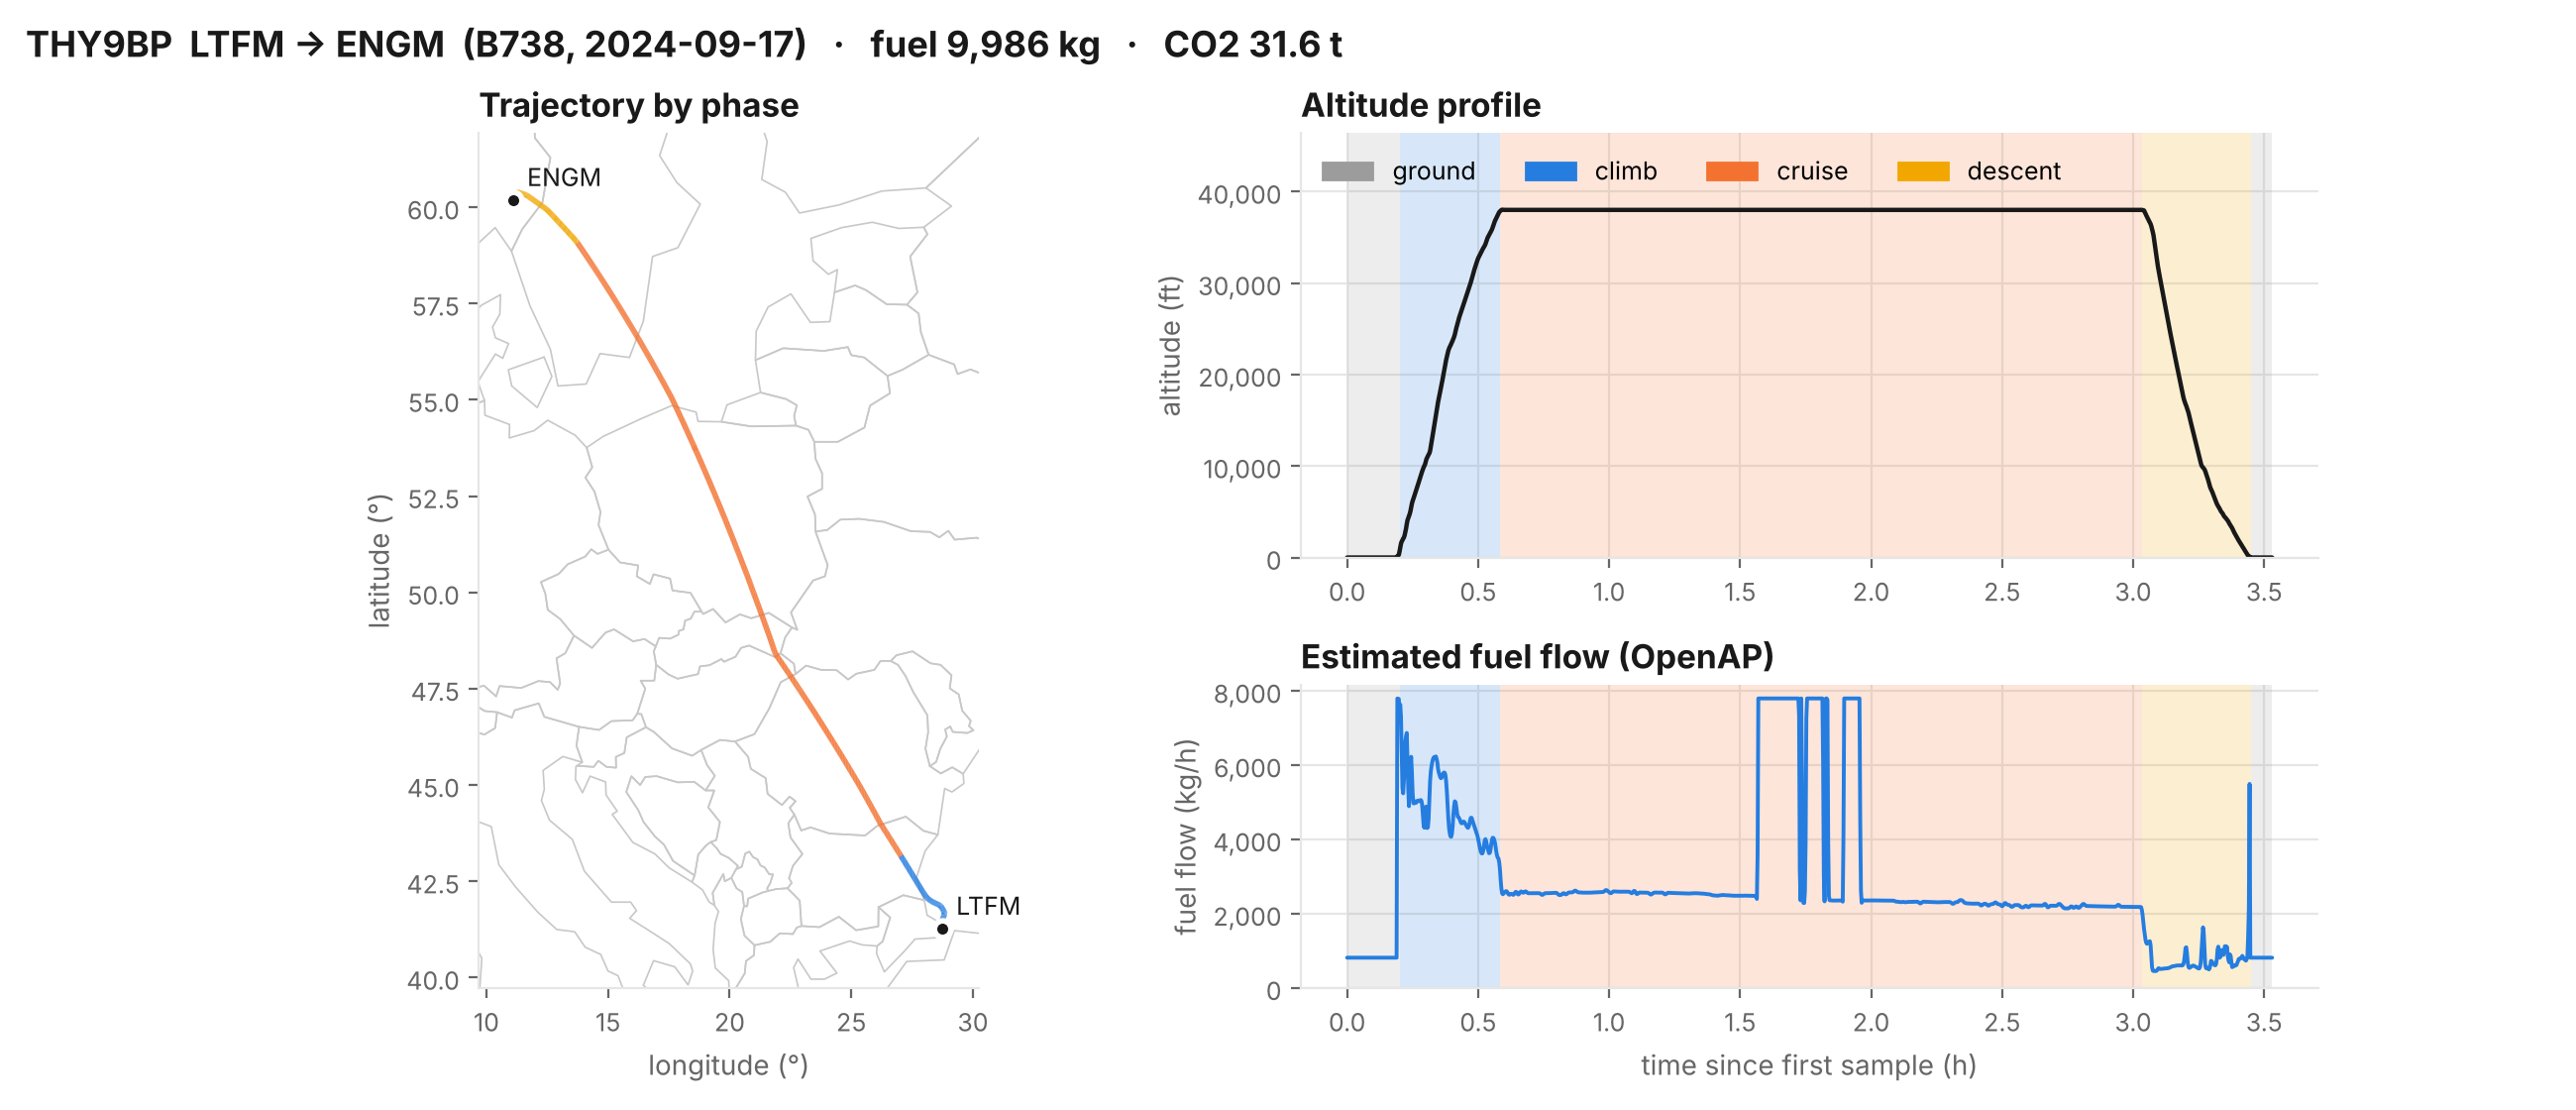 THY9BP LTFM → ENGM (B738, 2024-09-17) · fuel 9,986 kg · CO2 31.6 t
Trajectory by phase
ENGM
LTFM
60.0
57.5
55.0
52.5
50.0
47.5
45.0
42.5
40.0
latitude (°)
10 15 20 25 30
longitude (°)
Altitude profile
ground climb cruise descent
40,000
30,000
20,000
10,000
0
altitude (ft)
0.0 0.5 1.0 1.5 2.0 2.5 3.0 3.5
Estimated fuel flow (OpenAP)
8,000
6,000
4,000
2,000
0
fuel flow (kg/h)
0.0 0.5 1.0 1.5 2.0 2.5 3.0 3.5
time since first sample (h)